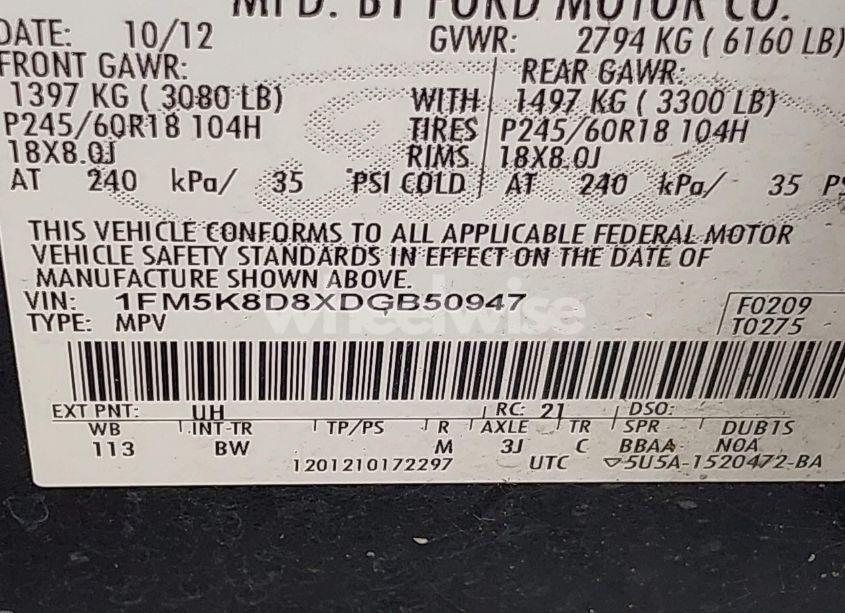 MFD. BY FORD MOTOR CO.
DATE: 10/12 GVWR: 2794 KG ( 6160 LB)
FRONT GAWR: REAR GAWR:
1397 KG ( 3080 LB) WITH 1497 KG ( 3300 LB)
P245/60R18 104H TIRES P245/60R18 104H
18X8.0J RIMS 18X8.0J
AT 240 kPa/ 35 PSI COLD AT 240 kPa/ 35 PS
THIS VEHICLE CONFORMS TO ALL APPLICABLE FEDERAL MOTOR
VEHICLE SAFETY STANDARDS IN EFFECT ON THE DATE OF
MANUFACTURE SHOWN ABOVE.
VIN: 1FM5K8D8XDGB50947 F0209
TYPE: MPV T0275
wheelwise
EXT PNT: UH RC: 21 DSO:
WB INT TR TP/PS R AXLE TR SPR DUB1S
113 BW M 3J C BBAA NOA
1201210172297 UTC ▽5U5A-1520472-BA